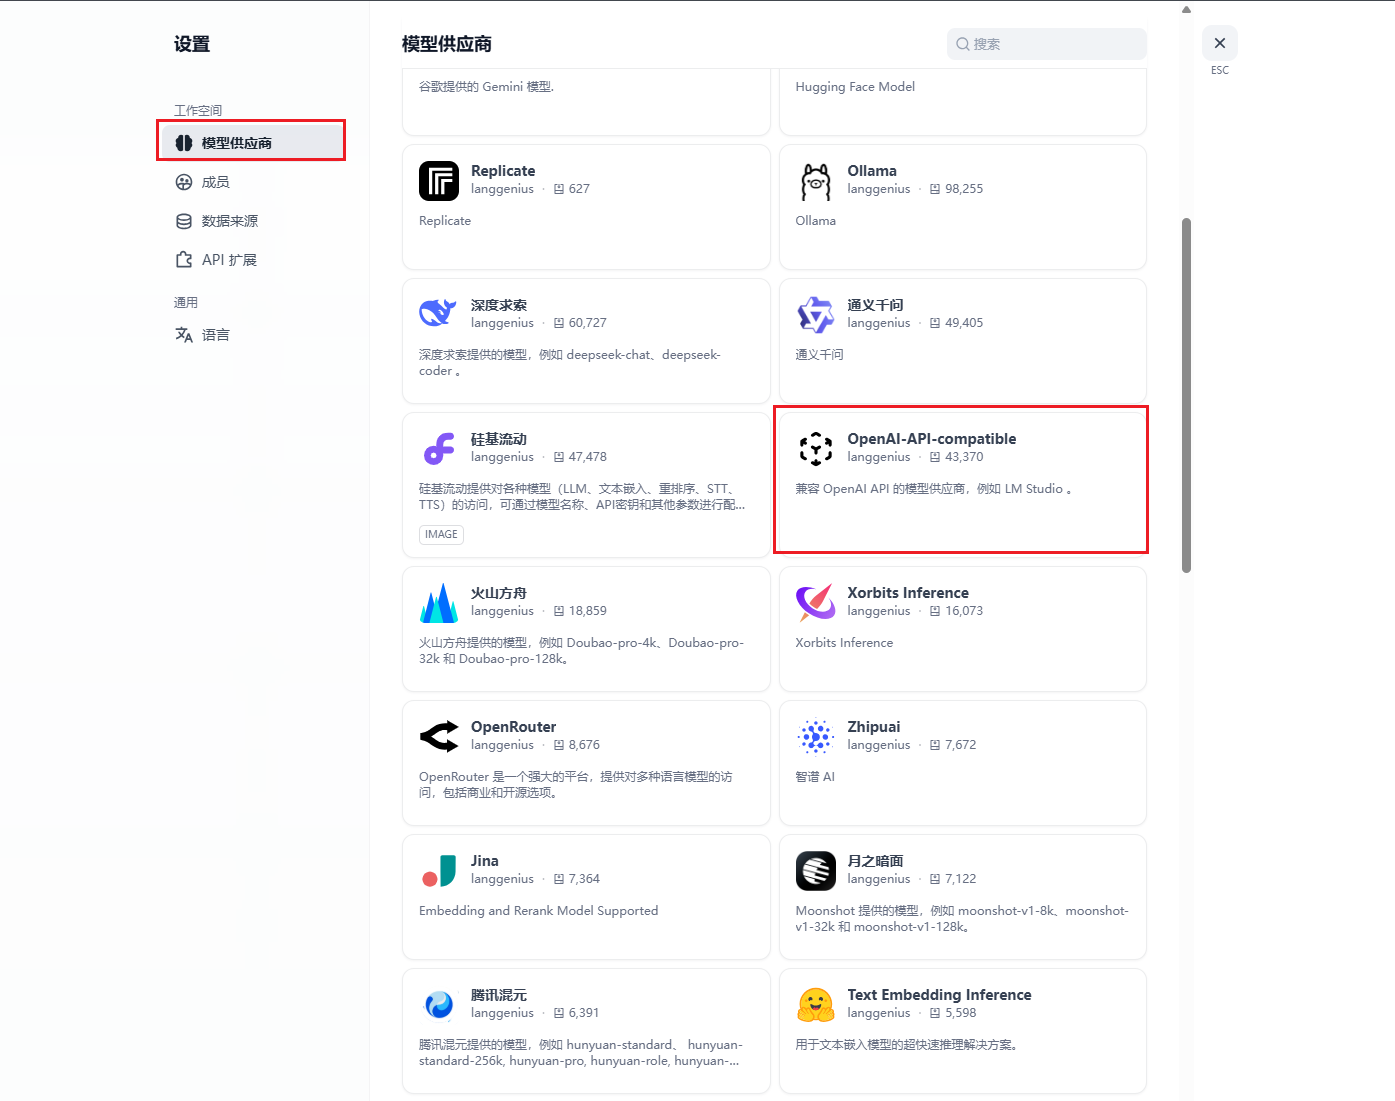 设置
工作空间
模型供应商
成员
数据来源
API 扩展
通用
语言
模型供应商
搜索
ESC
谷歌提供的 Gemini 模型.
Hugging Face Model
Replicate
langgenius · 627
Replicate
Ollama
langgenius · 98,255
Ollama
深度求索
langgenius · 60,727
深度求索提供的模型，例如 deepseek-chat、deepseek-
coder 。
通义千问
langgenius · 49,405
通义千问
硅基流动
langgenius · 47,478
硅基流动提供对各种模型（LLM、文本嵌入、重排序、STT、
TTS）的访问，可通过模型名称、API密钥和其他参数进行配...
IMAGE
OpenAI-API-compatible
langgenius · 43,370
兼容 OpenAI API 的模型供应商，例如 LM Studio 。
火山方舟
langgenius · 18,859
火山方舟提供的模型，例如 Doubao-pro-4k、Doubao-pro-
32k 和 Doubao-pro-128k。
Xorbits Inference
langgenius · 16,073
Xorbits Inference
OpenRouter
langgenius · 8,676
OpenRouter 是一个强大的平台，提供对多种语言模型的访
问，包括商业和开源选项。
Zhipuai
langgenius · 7,672
智谱 AI
Jina
langgenius · 7,364
Embedding and Rerank Model Supported
月之暗面
langgenius · 7,122
Moonshot 提供的模型，例如 moonshot-v1-8k、moonshot-
v1-32k 和 moonshot-v1-128k。
腾讯混元
langgenius · 6,391
腾讯混元提供的模型，例如 hunyuan-standard、 hunyuan-
standard-256k, hunyuan-pro, hunyuan-role, hunyuan-...
Text Embedding Inference
langgenius · 5,598
用于文本嵌入模型的超快速推理解决方案。